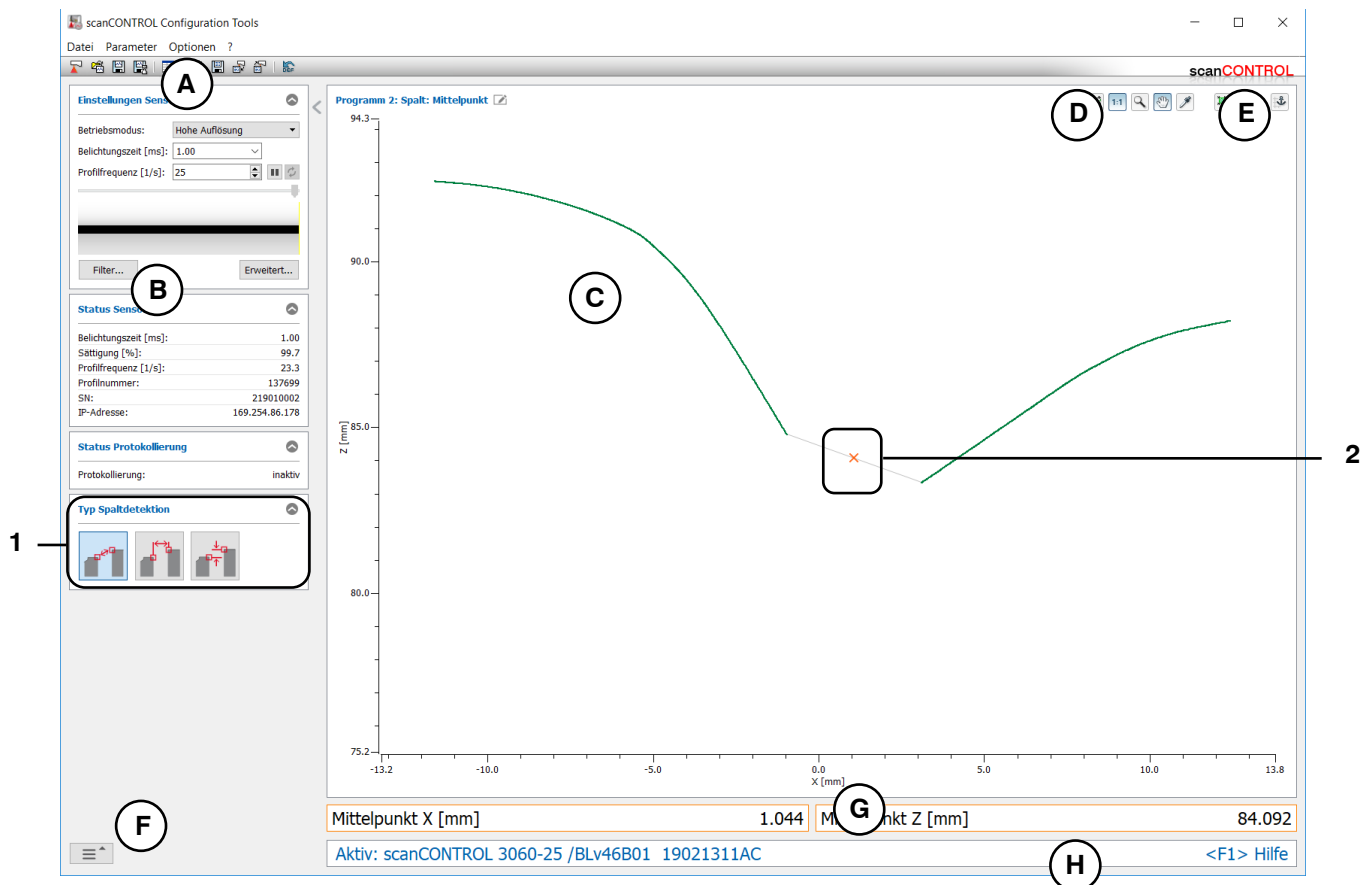 scanCONTROL Configuration Tools
Datei Parameter Optionen ?
scanCONTROL
A
Einstellungen
Betriebsmodus: Hohe Auflösung
Belichtungszeit [ms]: 1.00
Profilfrequenz [1/s]: 25
Filter... Erweitert...
B
Status
Belichtungszeit [ms]: 1.00
Sättigung [%]: 99.7
Profilfrequenz [1/s]: 23.3
Profilnummer: 137699
SN: 219010002
IP-Adresse: 169.254.86.178
Status Protokollierung
Protokollierung: inaktiv
1
Typ Spaltdetektion
F
Programm 2: Spalt: Mittelpunkt
D
1:1
E
94.3
90.0
85.0
80.0
75.2
Z [mm]
C
2
-13.2 -10.0 -5.0 0.0 5.0 10.0 13.8
X [mm]
Mittelpunkt X [mm] 1.044
G
Z [mm] 84.092
Aktiv: scanCONTROL 3060-25 /BLv46B01 19021311AC
H
<F1> Hilfe